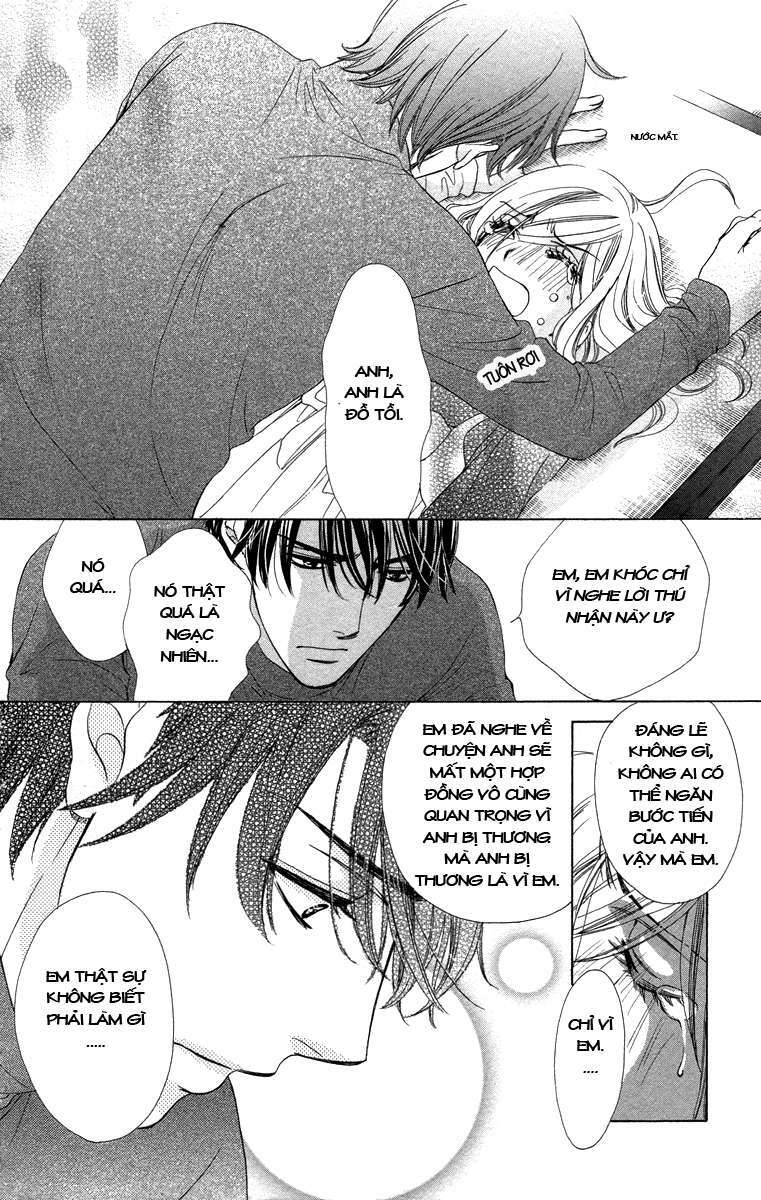 NƯỚC MẮT.
TUÔN RƠI
ANH,
ANH LÀ
ĐỒ TỒI.
EM, EM KHÓC CHỈ
VÌ NGHE LỜI THÚ
NHẬN NÀY Ư?
NÓ THẬT
QUÁ LÀ
NGẠC
NHIÊN...
NÓ
QUÁ...
ĐÁNG LẼ
KHÔNG GÌ,
KHÔNG AI CÓ
THỂ NGĂN
BƯỚC TIẾN
CỦA ANH.
VẬY MÀ EM.
CHỈ VÌ
EM.
....
EM ĐÃ NGHE VỀ
CHUYỆN ANH SẼ
MẤT MỘT HỢP
ĐỒNG VÔ CÙNG
QUAN TRỌNG VÌ
ANH BỊ THƯƠNG
MÀ ANH BỊ
THƯƠNG LÀ VÌ EM.
EM THẬT SỰ
KHÔNG BIẾT
PHẢI LÀM GÌ
.....